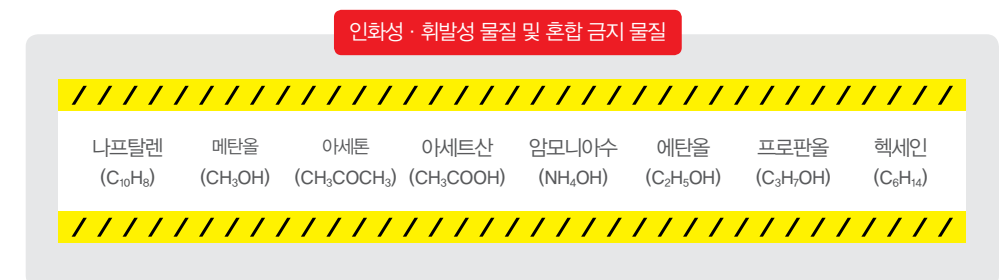 인화성 · 휘발성 물질 및 혼합 금지 물질
나프탈렌 메탄올 아세톤 아세트산 암모니아수 에탄올 프로판올 헥세인
(C₁₀H₈) (CH₃OH) (CH₃COCH₃) (CH₃COOH) (NH₄OH) (C₂H₅OH) (C₃H₇OH) (C₆H₁₄)